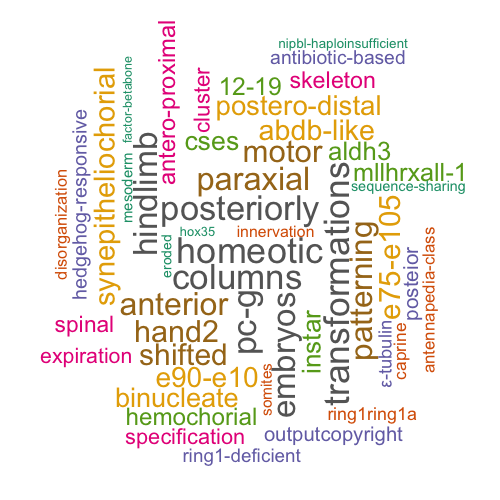 nipbl-haploinsufficient
antibiotic-based
skeleton
factor-betabone
antero-proximal
cluster
12-19
postero-distal
abdb-like
synepitheliochorial
hedgehog-responsive
mesoderm
hindlimb
cses
motor
aldh3
mllhrxall-1
sequence-sharing
paraxial
posteriorly
disorganization
eroded
hox35
innervation
homeotic
columns
transformations
patterning
e75-e105
posteior
antennapedia-class
anterior
pc-g
embryos
instar
ε-tubulin
caprine
spinal
hand2
expiration
shifted
e90-e10
somites
binucleate
hemochorial
ring1ring1a
specification
outputcopyright
ring1-deficient